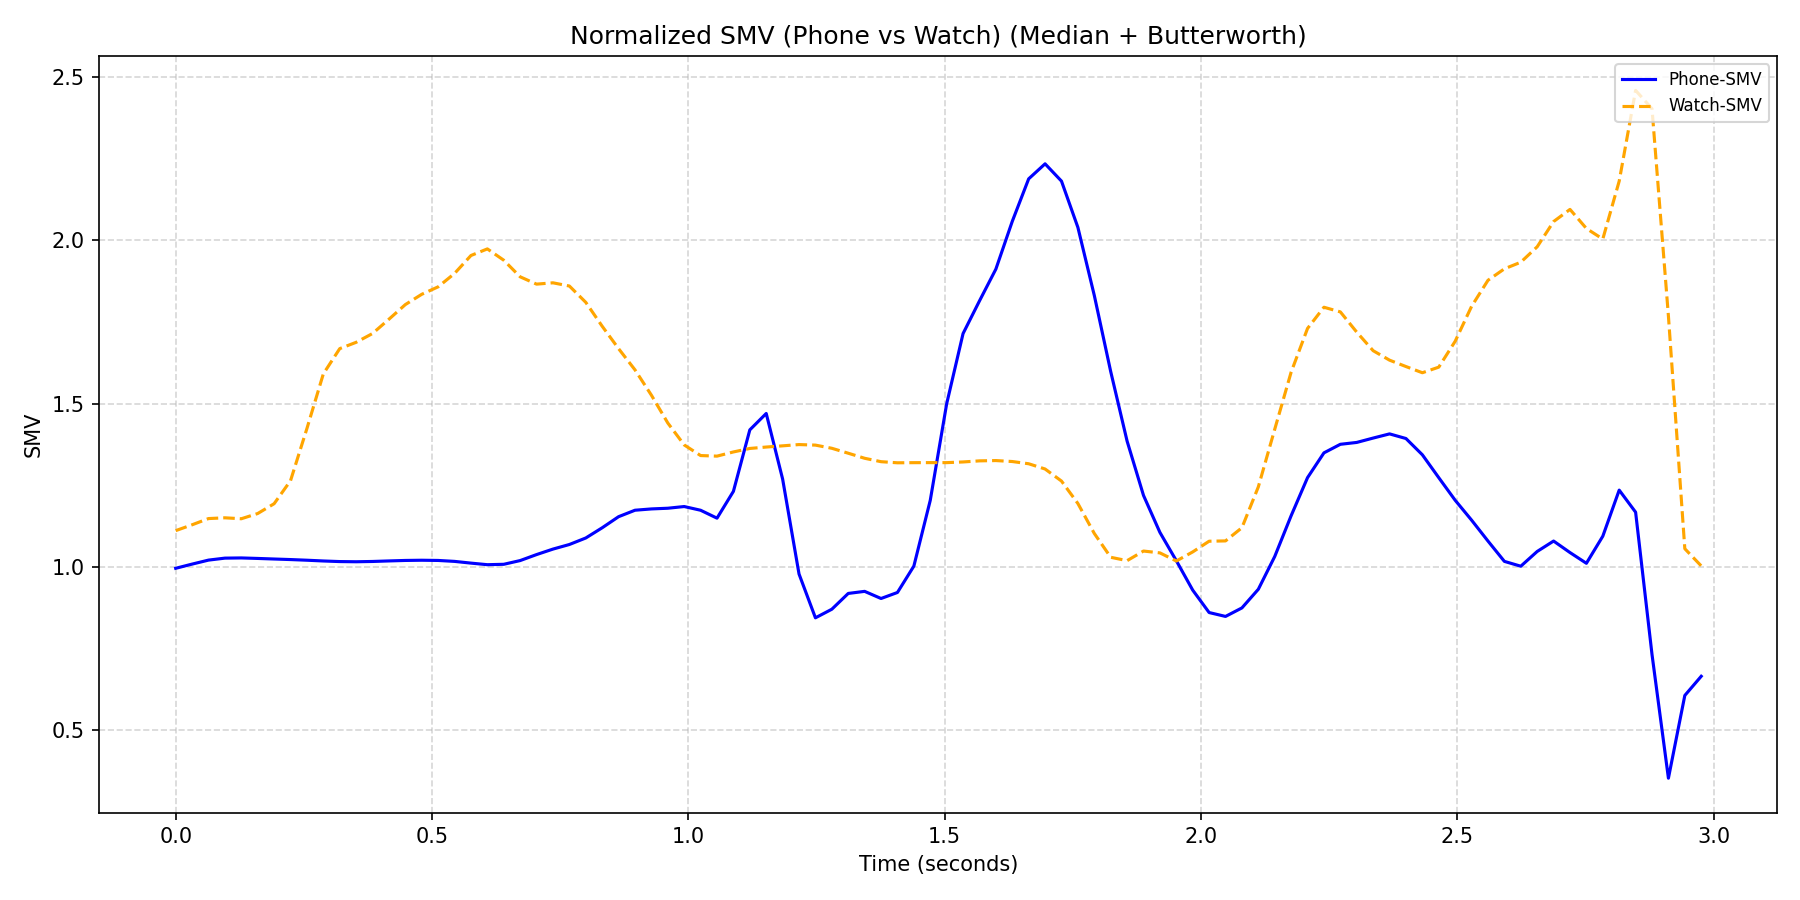 Normalized SMV (Phone vs Watch) (Median + Butterworth)
Phone-SMV
Watch-SMV
2.5
2.0
1.5
1.0
0.5
SMV
0.0 0.5 1.0 1.5 2.0 2.5 3.0
Time (seconds)